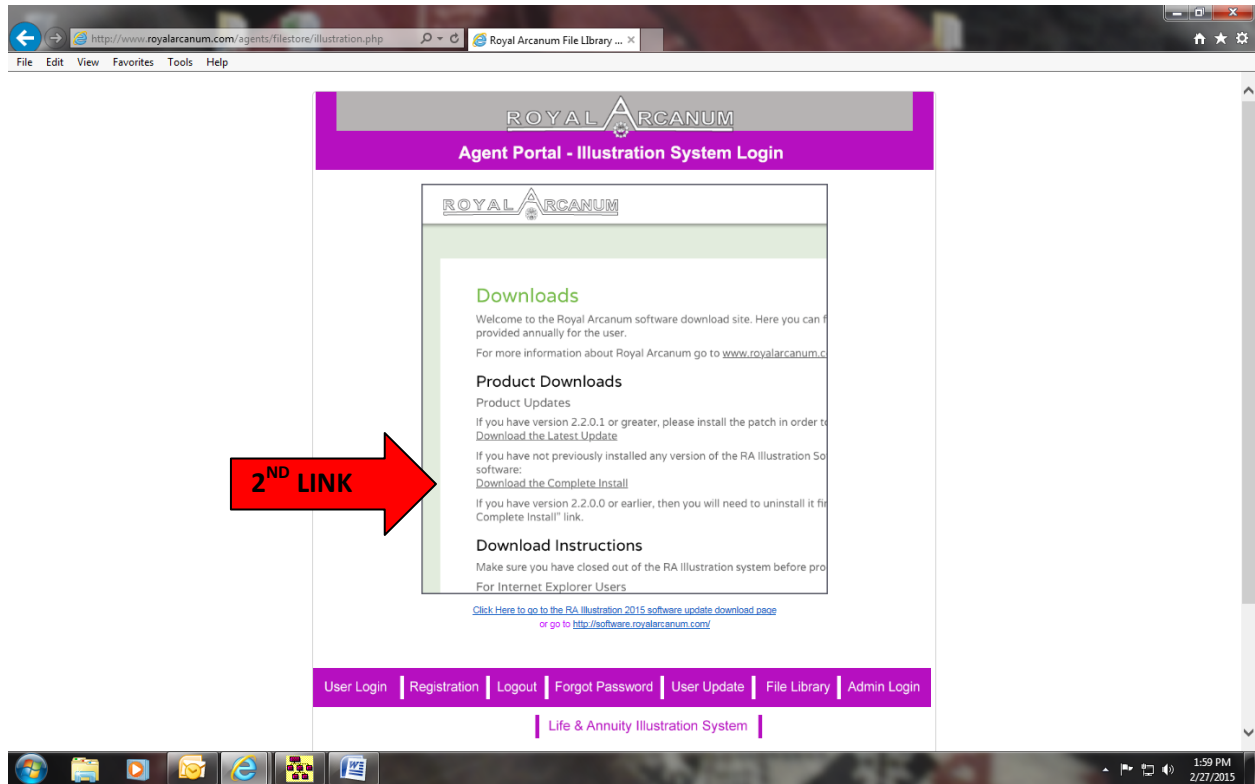 http://www.royalarcanum.com/agents/filestore/illustration.php
Royal Arcanum File LIbrary ...
File Edit View Favorites Tools Help
ROYAL ARCANUM
Agent Portal - Illustration System Login
ROYAL ARCANUM
Downloads
Welcome to the Royal Arcanum software download site. Here you can f
provided annually for the user.
For more information about Royal Arcanum go to www.royalarcanum.c
Product Downloads
Product Updates
If you have version 2.2.0.1 or greater, please install the patch in order to
Download the Latest Update
If you have not previously installed any version of the RA Illustration So
software:
2ND LINK
Download the Complete Install
If you have version 2.2.0.0 or earlier, then you will need to uninstall it fir
Complete Install" link.
Download Instructions
Make sure you have closed out of the RA Illustration system before pro
For Internet Explorer Users
Click Here to go to the RA Illustration 2015 software update download page
or go to http://software.royalarcanum.com/
User Login Registration Logout Forgot Password User Update File Library Admin Login
Life & Annuity Illustration System
1:59 PM
2/27/2015